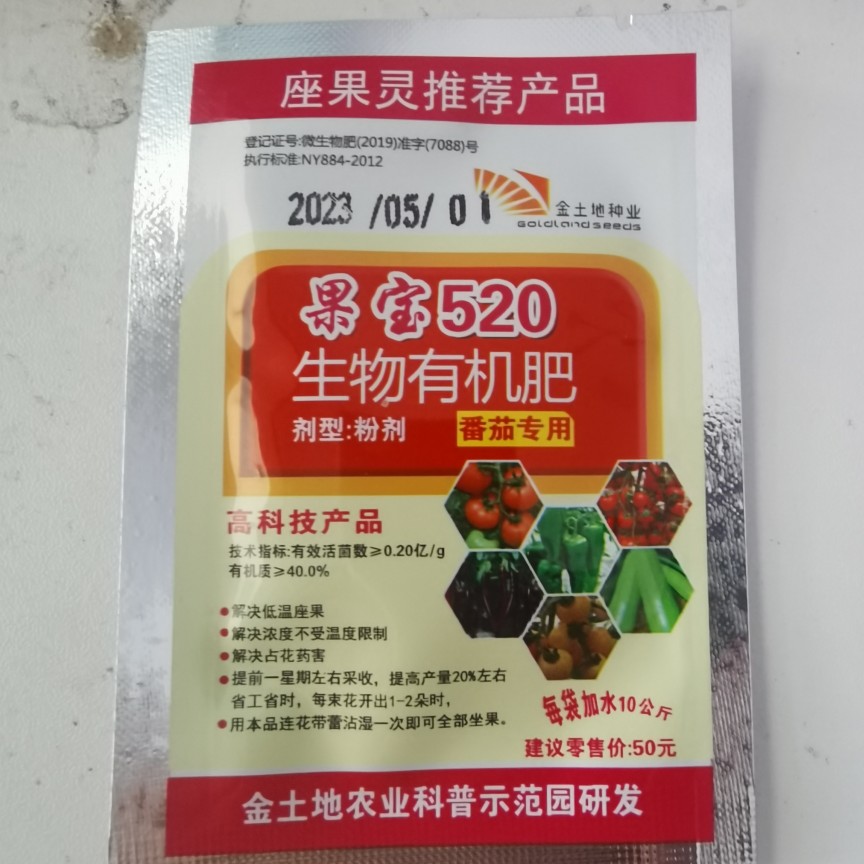 座果灵推荐产品
登记证号:微生物肥(2019)准字(7088)号
执行标准:NY884-2012
2023 /05/ 01
金土地种业
goldland seeds
果宝520
生物有机肥
剂型:粉剂
番茄专用
高科技产品
技术指标:有效活菌数≥0.20亿/g
有机质≥40.0%
●解决低温座果
●解决浓度不受温度限制
●解决占花药害
●提前一星期左右采收，提高产量20%左右
省工省时，每束花开出1-2朵时，
●用本品连花带蕾沾湿一次即可全部坐果。
每袋加水10公斤
建议零售价:50元
金土地农业科普示范园研发